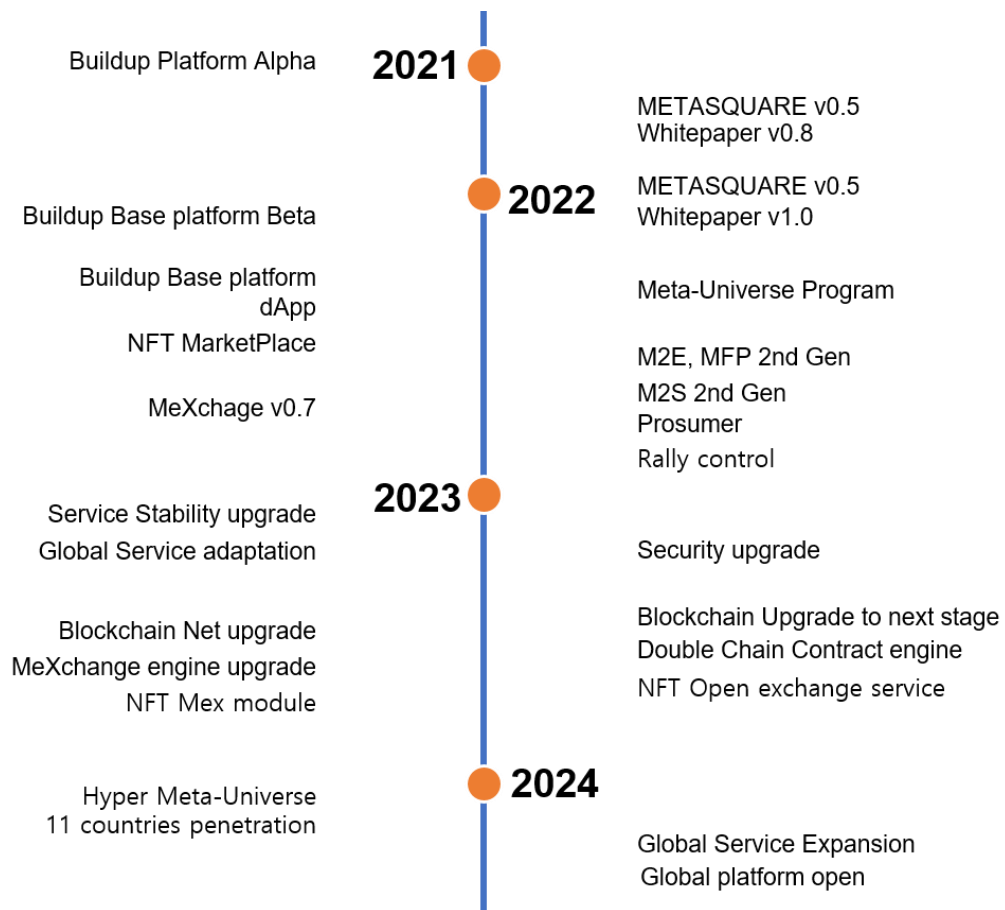 Buildup Platform Alpha
2021
METASQUARE v0.5
Whitepaper v0.8
METASQUARE v0.5
2022
Whitepaper v1.0
Buildup Base platform Beta
Buildup Base platform
dApp
Meta-Universe Program
NFT MarketPlace
M2E, MFP 2nd Gen
M2S 2nd Gen
MeXchage v0.7
Prosumer
Rally control
2023
Service Stability upgrade
Global Service adaptation
Security upgrade
Blockchain Upgrade to next stage
Blockchain Net upgrade
Double Chain Contract engine
MeXchange engine upgrade
NFT Open exchange service
NFT Mex module
2024
Hyper Meta-Universe
11 countries penetration
Global Service Expansion
Global platform open